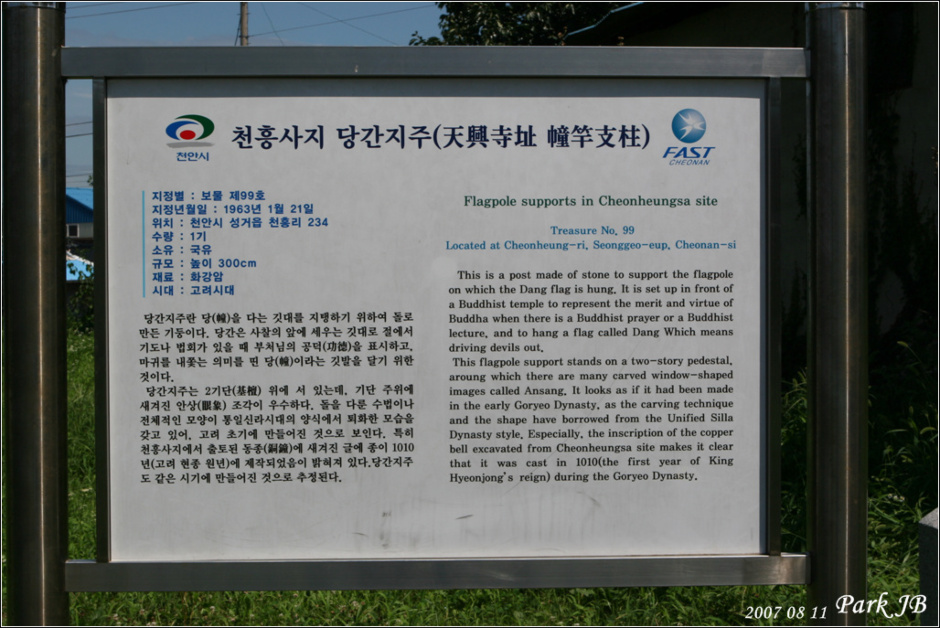 천안시
천흥사지 당간지주(天興寺址 幢竿支柱)
FAST
CHEONAN
지정별 : 보물 제99호
지정년월일 : 1963년 1월 21일
위치 : 천안시 성거읍 천흥리 234
수량 : 1기
소유 : 국유
규모 : 높이 300cm
재료 : 화강암
시대 : 고려시대
당간지주란 당(幢)을 다는 깃대를 지탱하기 위하여 돌로
만든 기둥이다. 당간은 사찰의 앞에 세우는 깃대로 절에서
기도나 법회가 있을 때 부처님의 공덕(功德)을 표시하고,
마귀를 내쫓는 의미를 띤 당(幢)이라는 깃발을 달기 위한
것이다.
당간지주는 2기단(基壇) 위에 서 있는데, 기단 주위에
새겨진 안상(眼象) 조각이 우수하다. 돌을 다룬 수법이나
전체적인 모양이 통일신라시대의 양식에서 퇴화한 모습을
갖고 있어, 고려 초기에 만들어진 것으로 보인다. 특히
천흥사지에서 출토된 동종(銅鐘)에 새겨진 글에 종이 1010
년(고려 현종 원년)에 제작되었음이 밝혀져 있다.당간지주
도 같은 시기에 만들어진 것으로 추정된다.
Flagpole supports in Cheonheungsa site
Treasure No. 99
Located at Cheonheung-ri, Seonggeo-eup, Cheonan-si
This is a post made of stone to support the flagpole
on which the Dang flag is hung. It is set up in front of
a Buddhist temple to represent the merit and virtue of
Buddha when there is a Buddhist prayer or a Buddhist
lecture, and to hang a flag called Dang Which means
driving devils out.
This flagpole support stands on a two-story pedestal,
aroung which there are many carved window-shaped
images called Ansang. It looks as if it had been made
in the early Goryeo Dynasty, as the carving technique
and the shape have borrowed from the Unified Silla
Dynasty style. Especially, the inscription of the copper
bell excavated from Cheonheungsa site makes it clear
that it was cast in 1010(the first year of King
Hyeonjong's reign) during the Goryeo Dynasty.
2007 08 11 Park JB